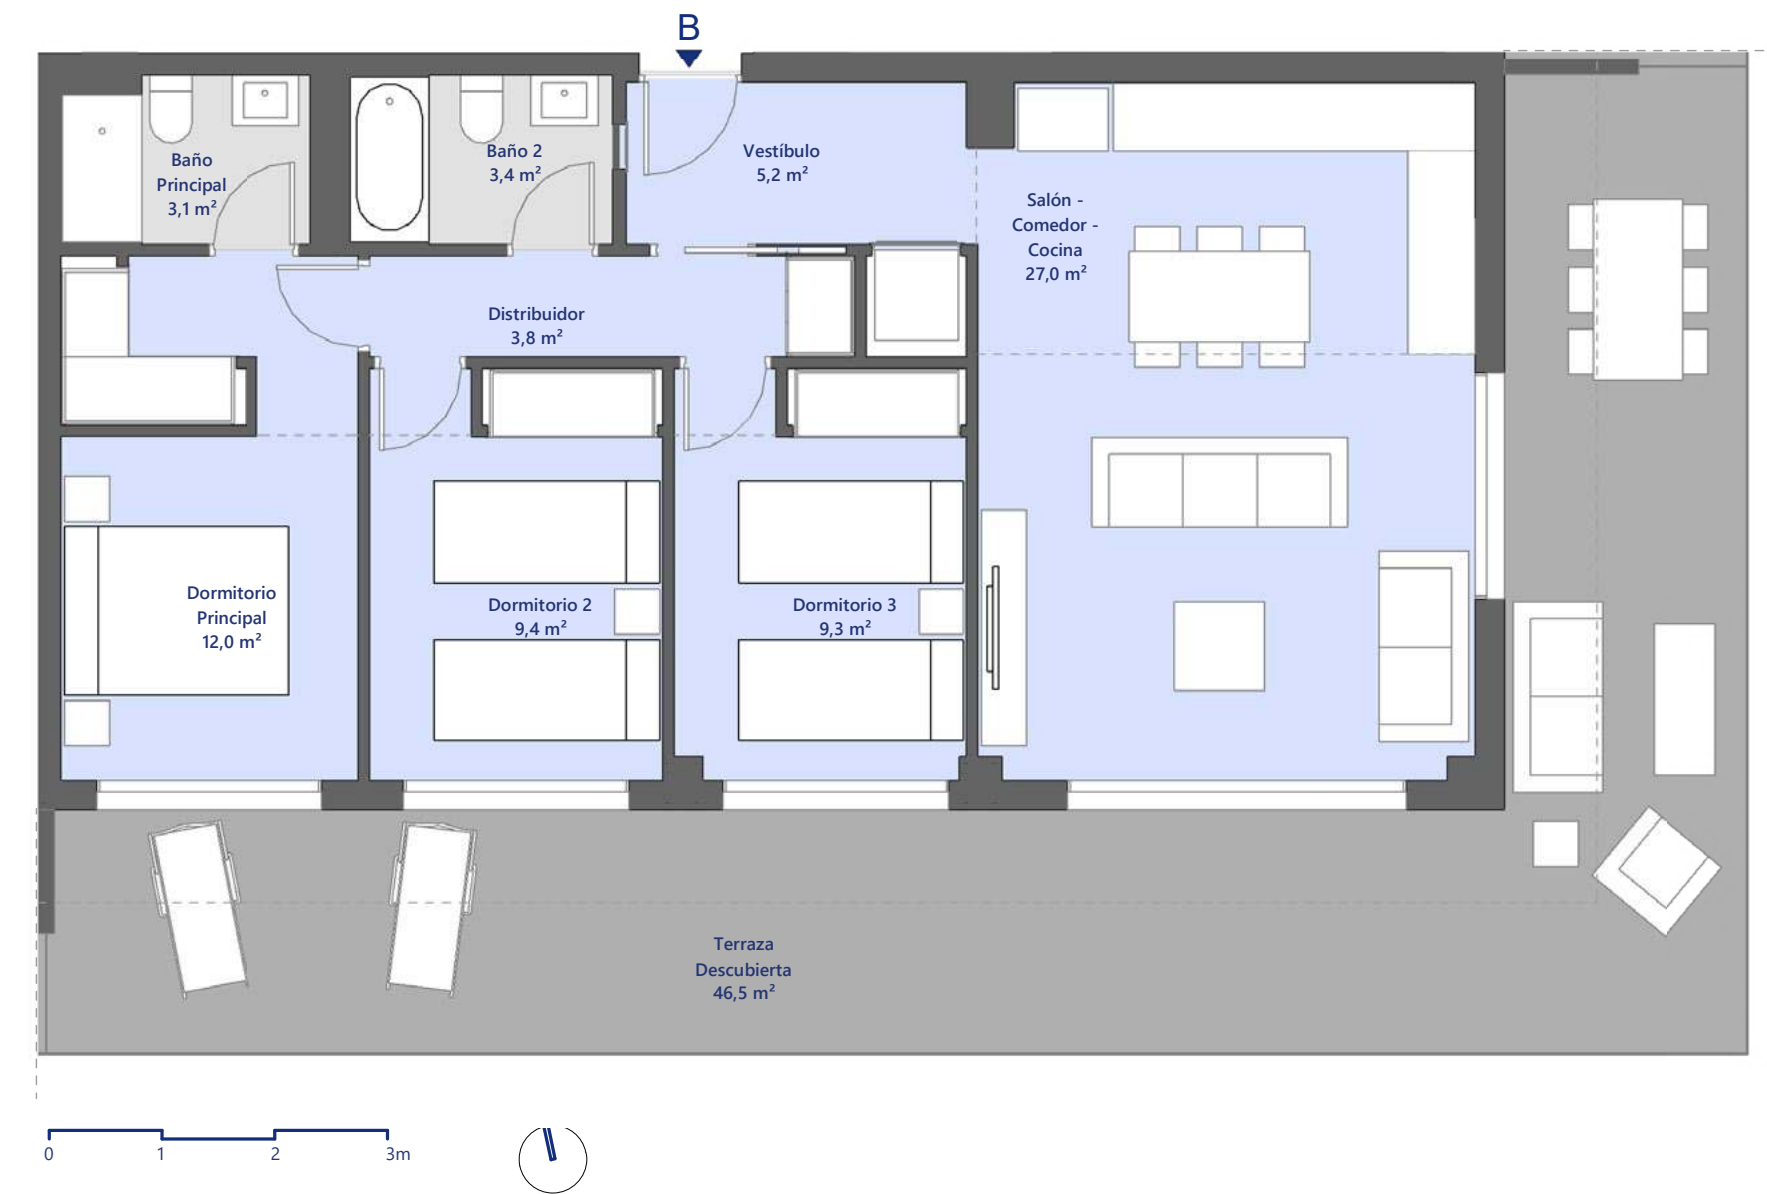 B
Baño
Principal
3,1 m²
Baño 2
3,4 m²
Vestíbulo
5,2 m²
Salón -
Comedor -
Cocina
27,0 m²
Distribuidor
3,8 m²
Dormitorio
Principal
12,0 m²
Dormitorio 2
9,4 m²
Dormitorio 3
9,3 m²
Terraza
Descubierta
46,5 m²
0 1 2 3m